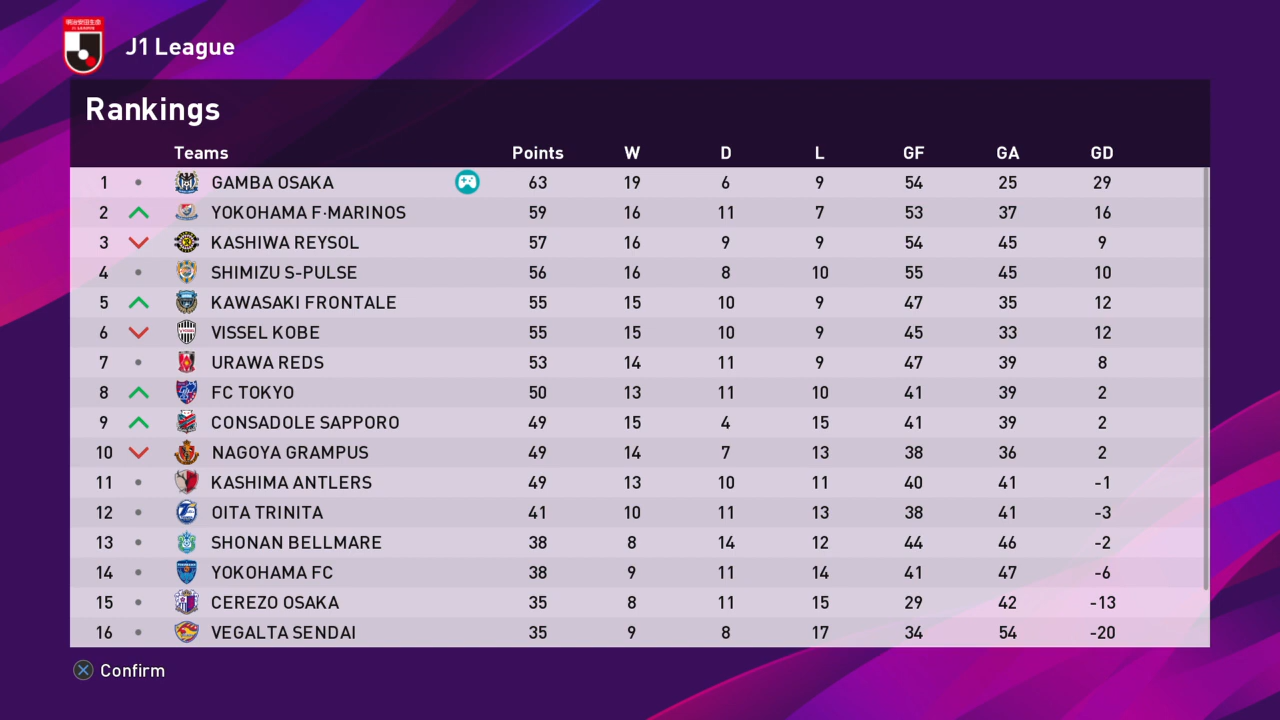 明治安田生命
J1 League
Rankings
Teams Points W D L GF GA GD
1 GAMBA OSAKA 63 19 6 9 54 25 29
2 YOKOHAMA F·MARINOS 59 16 11 7 53 37 16
3 KASHIWA REYSOL 57 16 9 9 54 45 9
4 SHIMIZU S-PULSE 56 16 8 10 55 45 10
5 KAWASAKI FRONTALE 55 15 10 9 47 35 12
6 VISSEL KOBE 55 15 10 9 45 33 12
7 URAWA REDS 53 14 11 9 47 39 8
8 FC TOKYO 50 13 11 10 41 39 2
9 CONSADOLE SAPPORO 49 15 4 15 41 39 2
10 NAGOYA GRAMPUS 49 14 7 13 38 36 2
11 KASHIMA ANTLERS 49 13 10 11 40 41 -1
12 OITA TRINITA 41 10 11 13 38 41 -3
13 SHONAN BELLMARE 38 8 14 12 44 46 -2
14 YOKOHAMA FC 38 9 11 14 41 47 -6
15 CEREZO OSAKA 35 8 11 15 29 42 -13
16 VEGALTA SENDAI 35 9 8 17 34 54 -20
Confirm